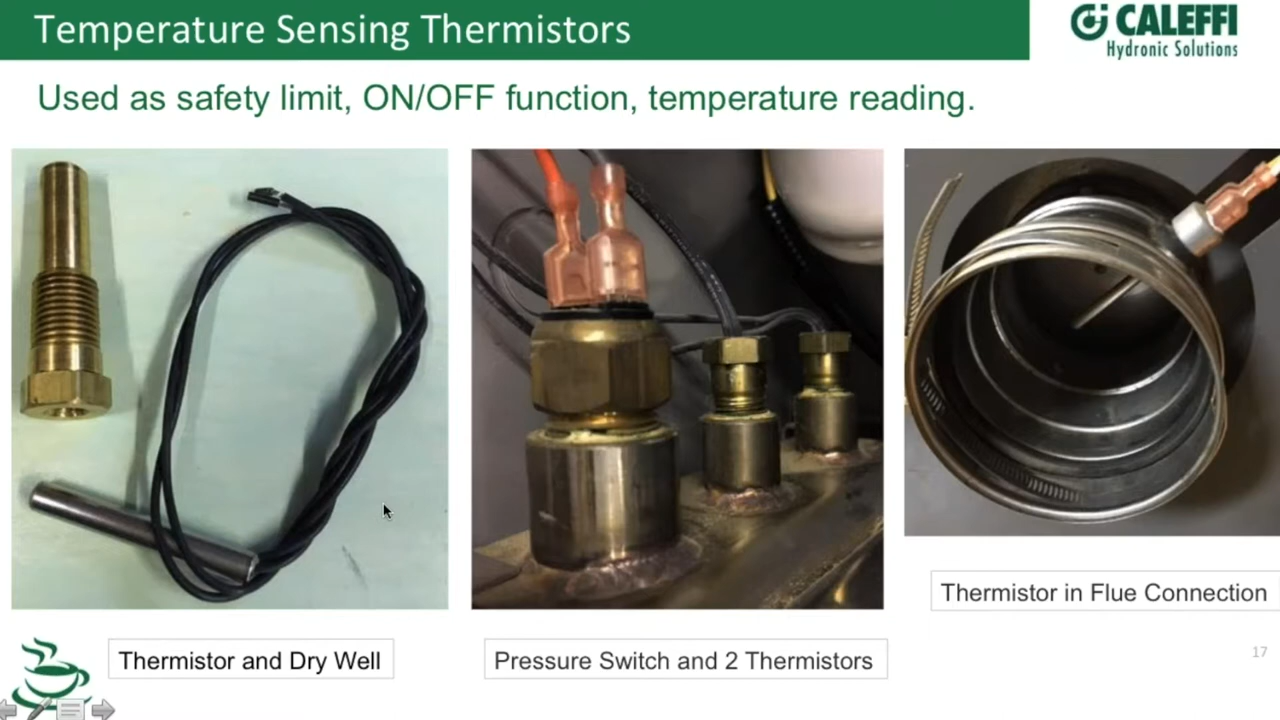 Temperature Sensing Thermistors
CALEFFI
Hydronic Solutions
Used as safety limit, ON/OFF function, temperature reading.
Thermistor in Flue Connection
Thermistor and Dry Well
Pressure Switch and 2 Thermistors
17